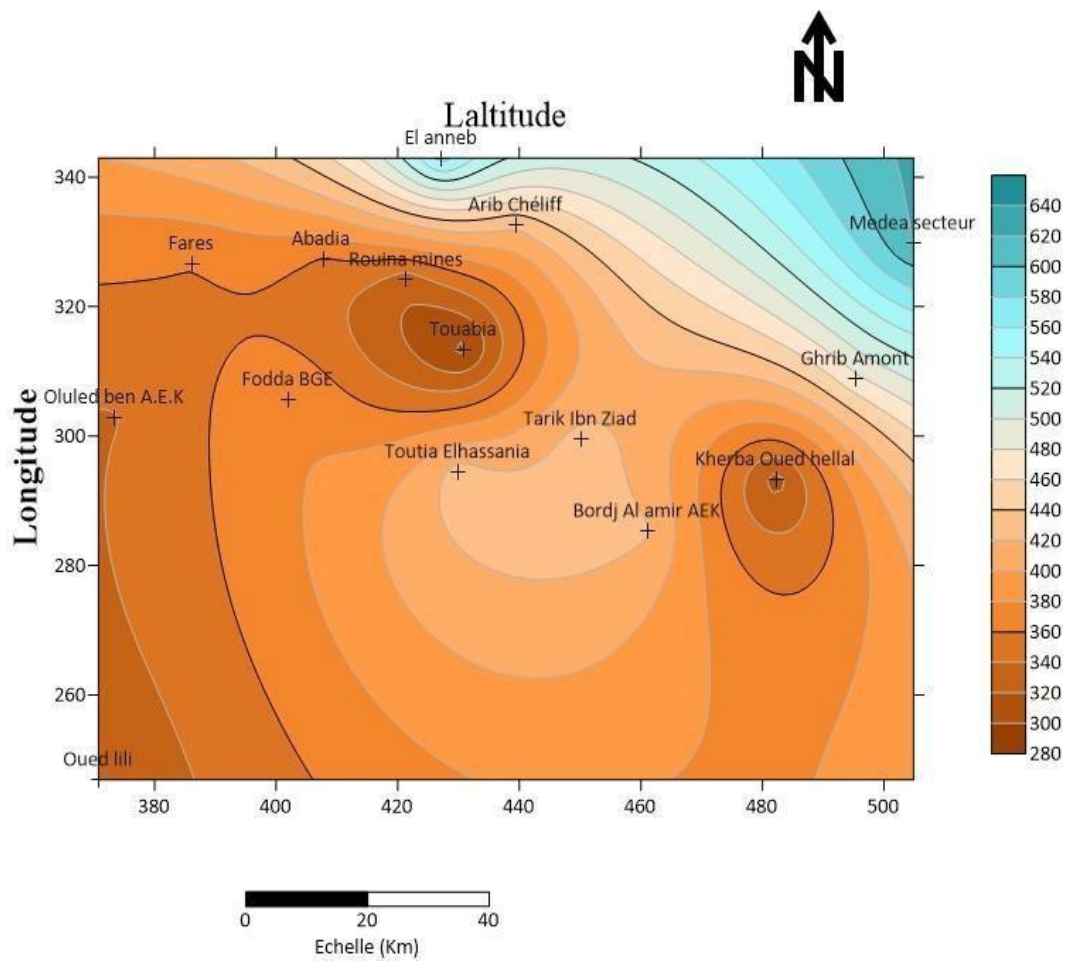 N
Laltitude
El anneb
340
640
Arib Chéliff
620
Medea secteur
Abadia
Fares
600
Rouina mines
580
320
560
Touabia
540
Ghrib Amont
Fodda BGE
520
Oluled ben A.E.K
500
Tarik Ibn Ziad
300
480
Toutia Elhassania
Kherba Oued hellal
Longitude
460
Bordj Al amir AEK
440
420
280
400
380
360
340
260
320
300
Oued lili
280
380
400
420
440
460
480
500
0
20
40
Echelle (Km)